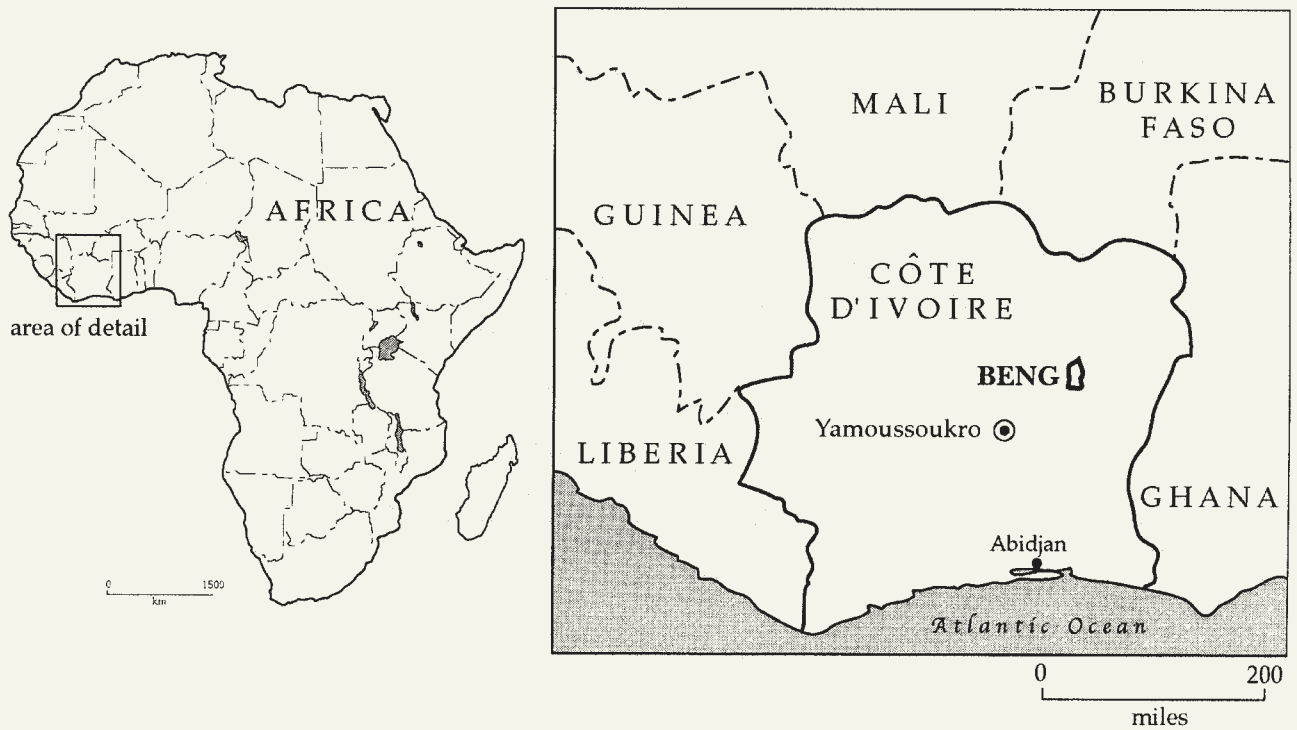 AFRICA
area of detail
0 1500
km
MALI
BURKINA
FASO
GUINEA
CÔTE
D'IVOIRE
BENG
Yamoussoukro
LIBERIA
GHANA
Abidjan
Atlantic Ocean
0 200
miles